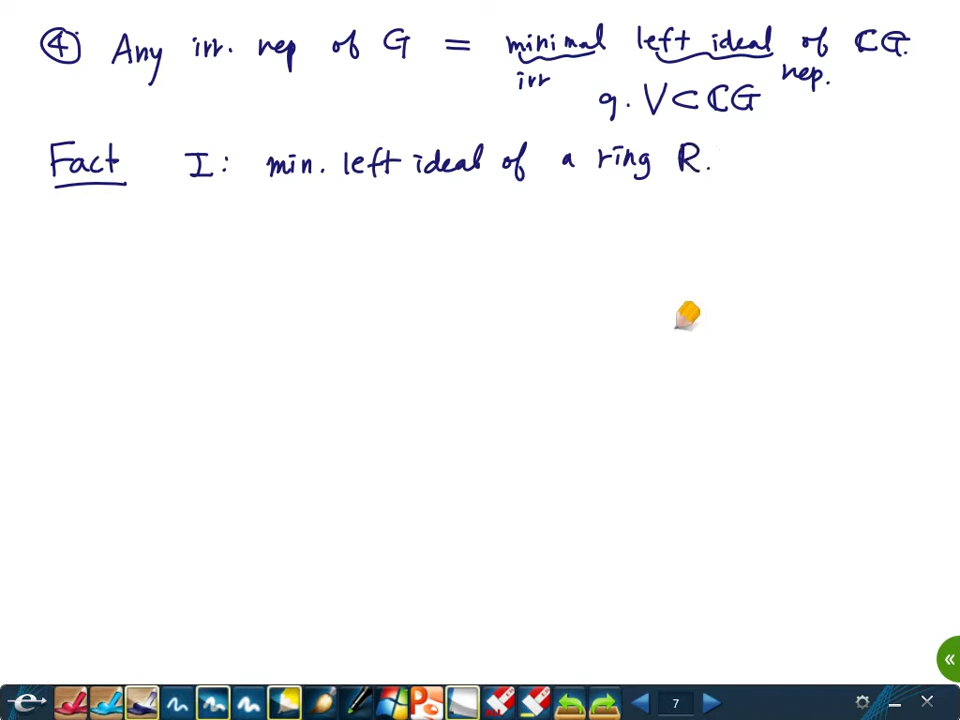 ④ Any irr. rep of G = minimal left ideal of ℂG.
irr rep.
g. V⊂ℂG
Fact I: min. left ideal of a ring R.
7